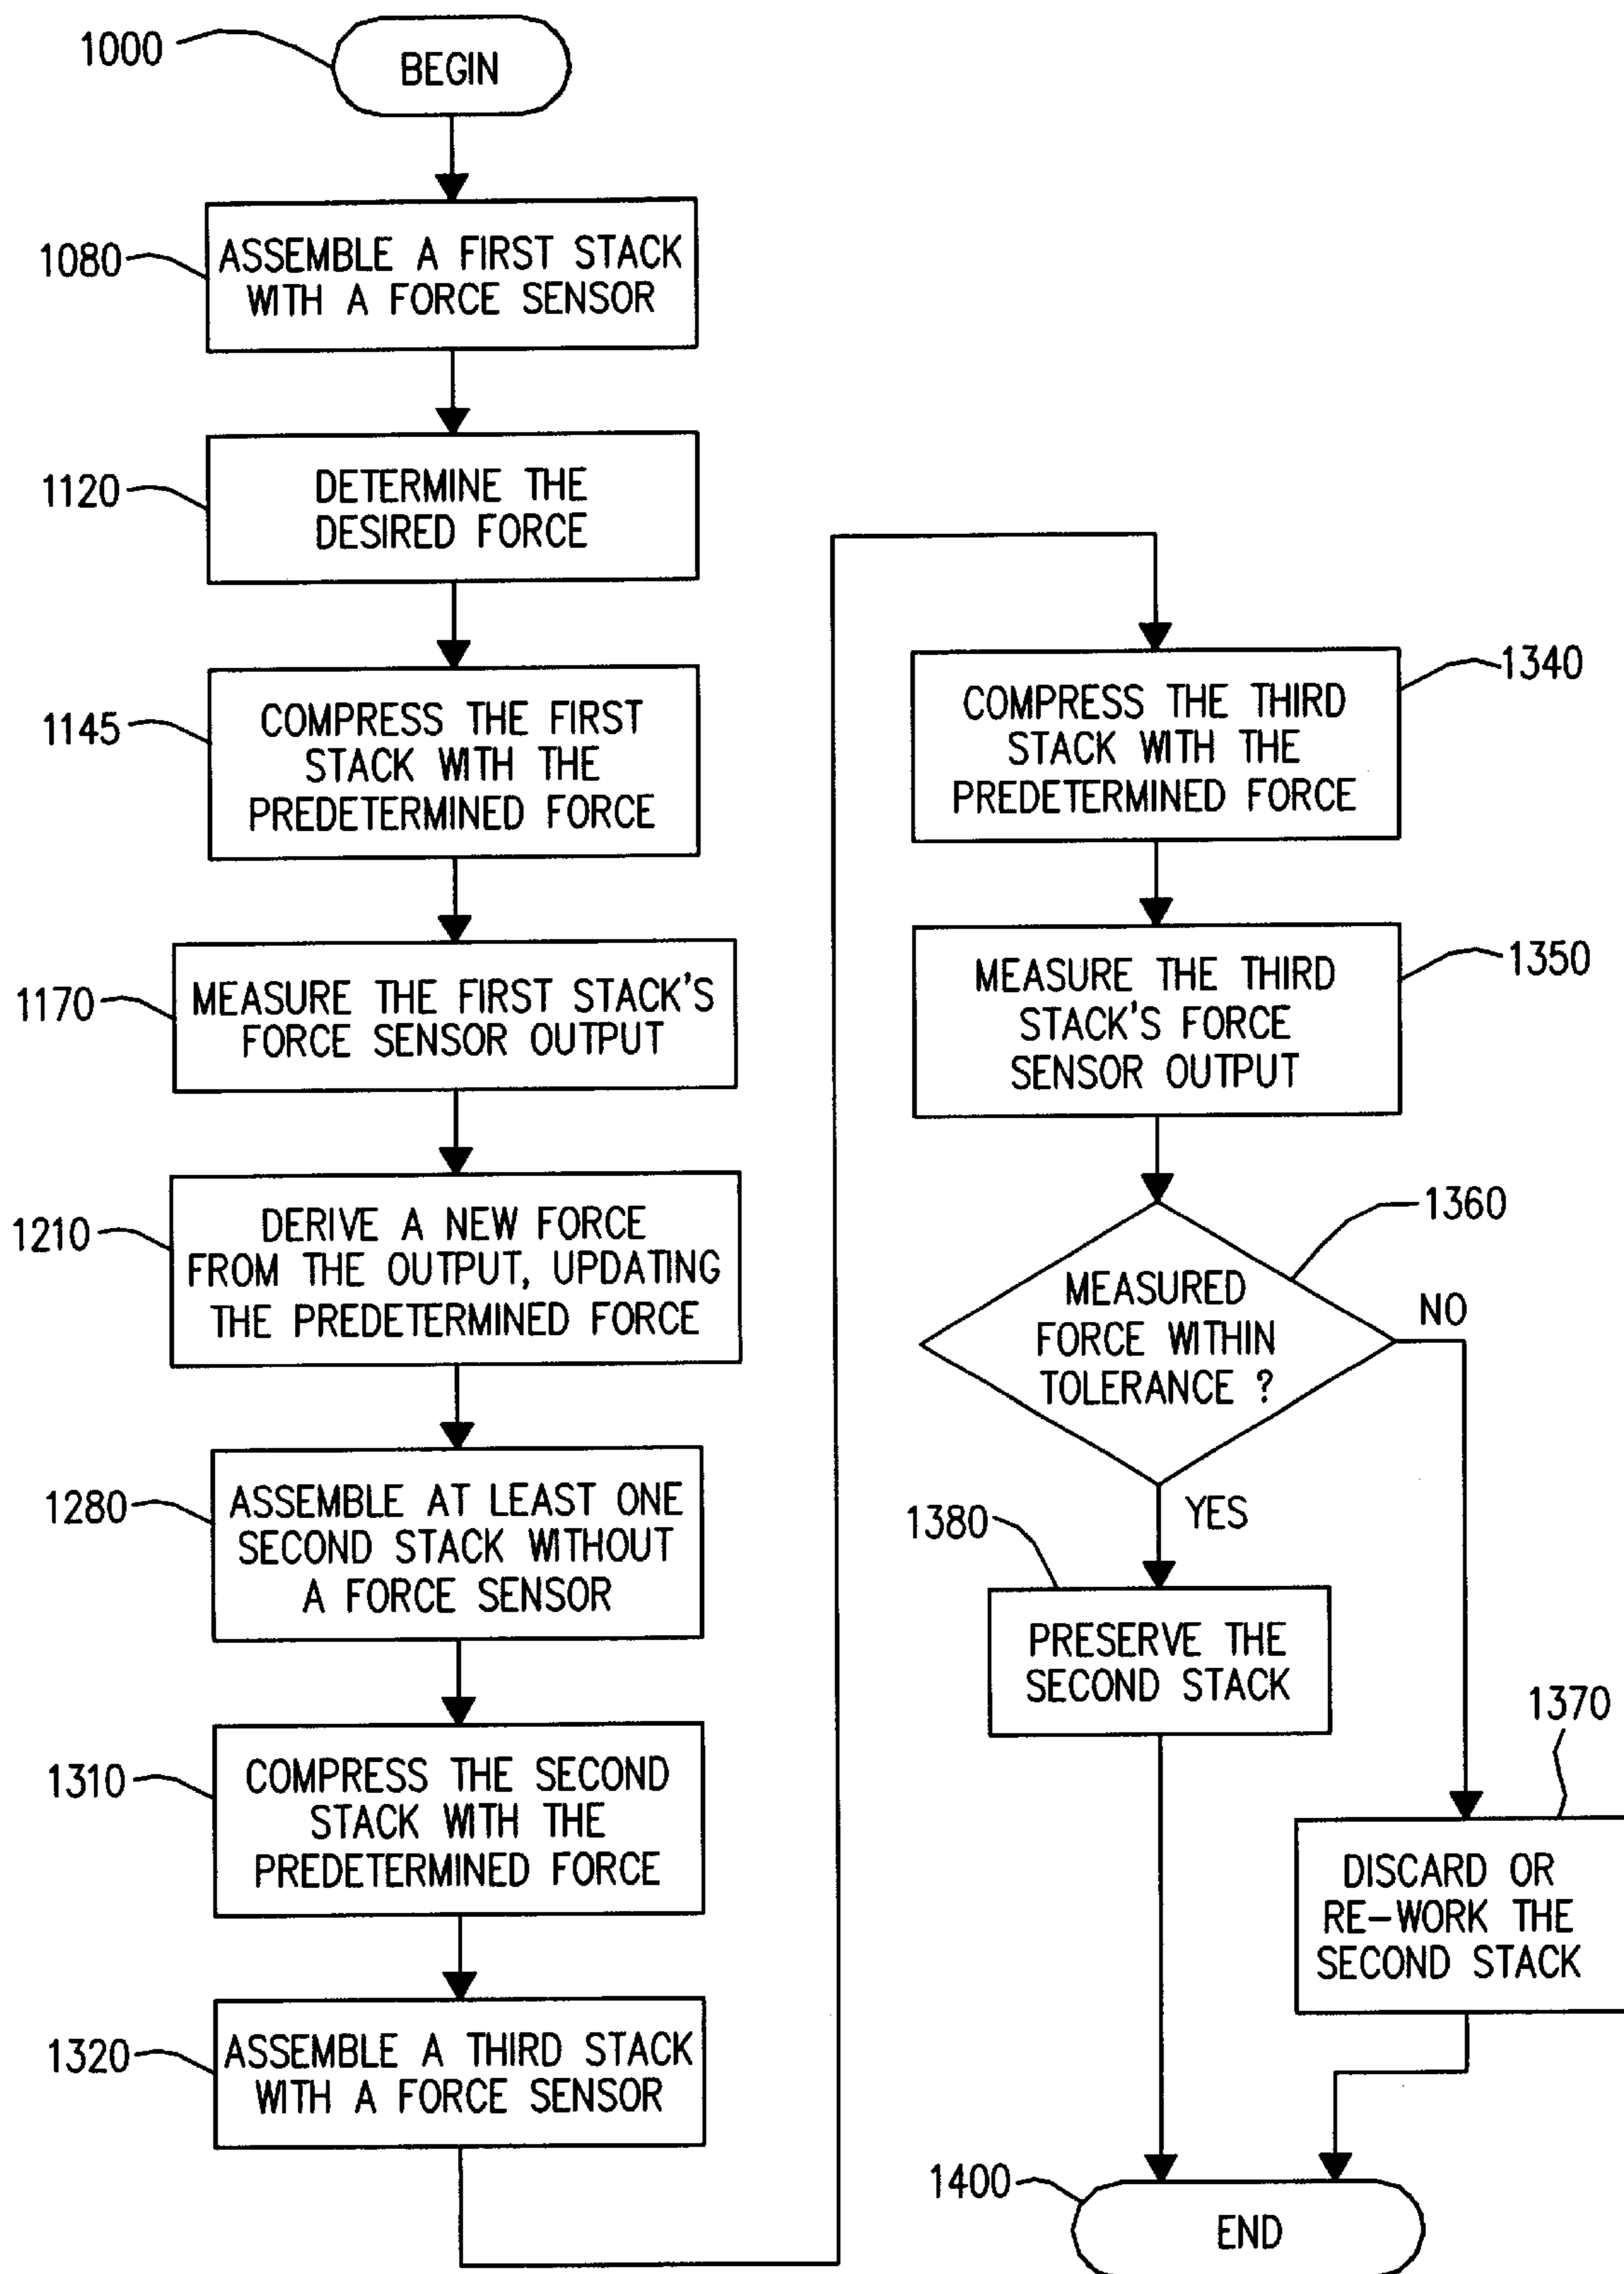 1000
BEGIN
1080
ASSEMBLE A FIRST STACK
WITH A FORCE SENSOR
1120
DETERMINE THE
DESIRED FORCE
1145
COMPRESS THE FIRST
STACK WITH THE
PREDETERMINED FORCE
1170
MEASURE THE FIRST STACK'S
FORCE SENSOR OUTPUT
1210
DERIVE A NEW FORCE
FROM THE OUTPUT, UPDATING
THE PREDETERMINED FORCE
1280
ASSEMBLE AT LEAST ONE
SECOND STACK WITHOUT
A FORCE SENSOR
1310
COMPRESS THE SECOND
STACK WITH THE
PREDETERMINED FORCE
1320
ASSEMBLE A THIRD STACK
WITH A FORCE SENSOR
1340
COMPRESS THE THIRD
STACK WITH THE
PREDETERMINED FORCE
1350
MEASURE THE THIRD
STACK'S FORCE
SENSOR OUTPUT
1360
MEASURED
FORCE WITHIN
TOLERANCE ?
NO
YES
1380
PRESERVE THE
SECOND STACK
1370
DISCARD OR
RE-WORK THE
SECOND STACK
1400
END